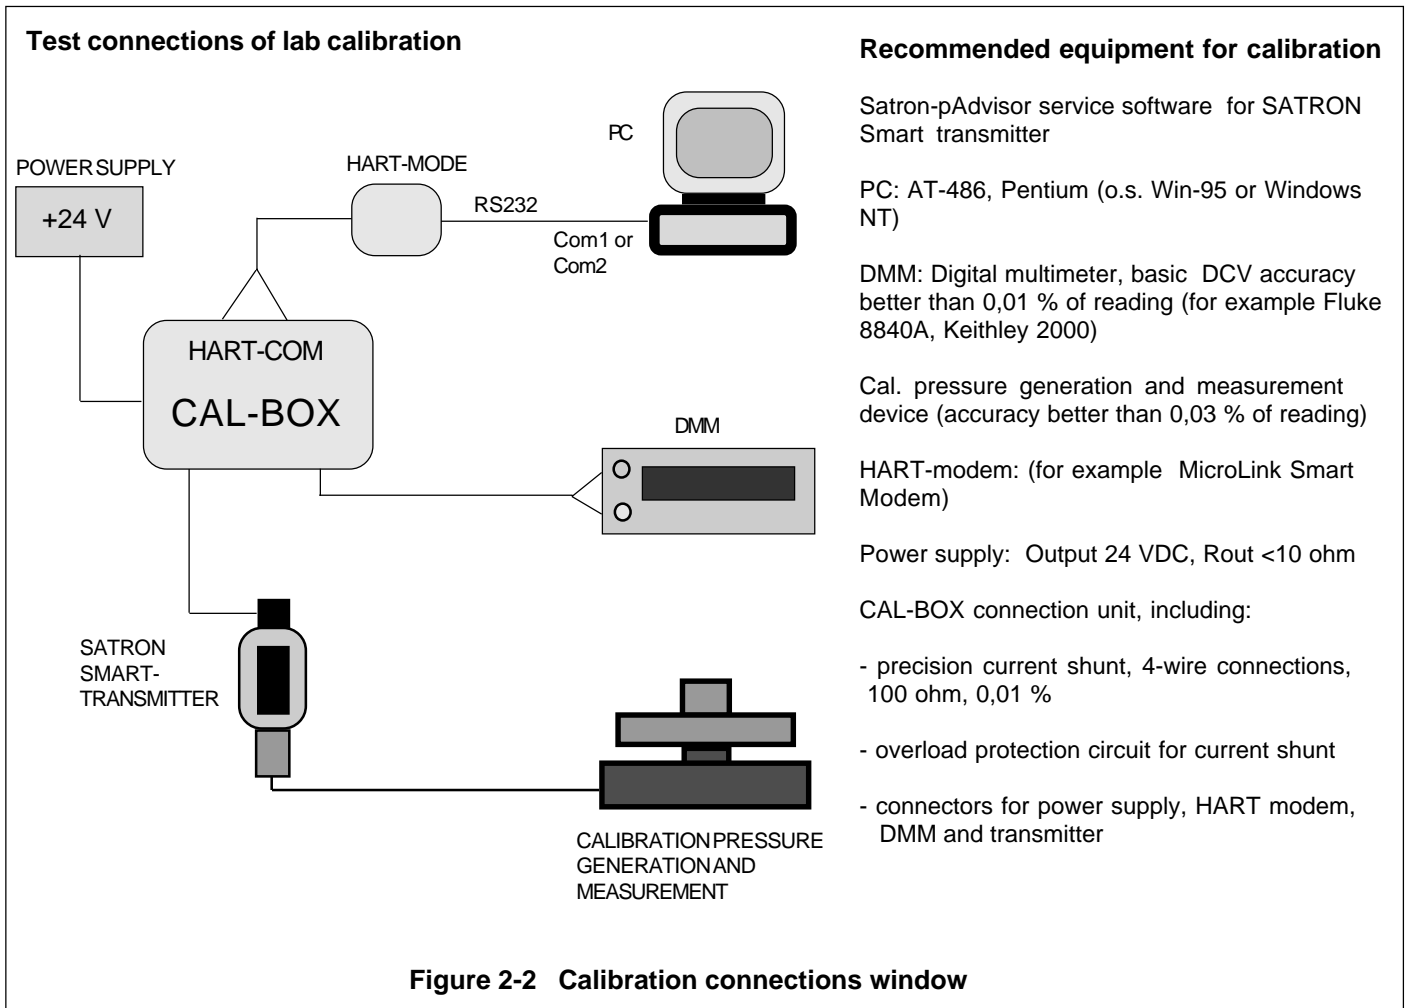 Test connections of lab calibration
POWER SUPPLY
+24 V
HART-MODE
RS232
PC
Com1 or
Com2
HART-COM
CAL-BOX
DMM
SATRON
SMART-
TRANSMITTER
CALIBRATION PRESSURE
GENERATION AND
MEASUREMENT
Recommended equipment for calibration
Satron-pAdvisor service software for SATRON
Smart transmitter
PC: AT-486, Pentium (o.s. Win-95 or Windows
NT)
DMM: Digital multimeter, basic DCV accuracy
better than 0,01 % of reading (for example Fluke
8840A, Keithley 2000)
Cal. pressure generation and measurement
device (accuracy better than 0,03 % of reading)
HART-modem: (for example MicroLink Smart
Modem)
Power supply: Output 24 VDC, Rout <10 ohm
CAL-BOX connection unit, including:
- precision current shunt, 4-wire connections,
100 ohm, 0,01 %
- overload protection circuit for current shunt
- connectors for power supply, HART modem,
DMM and transmitter
Figure 2-2 Calibration connections window